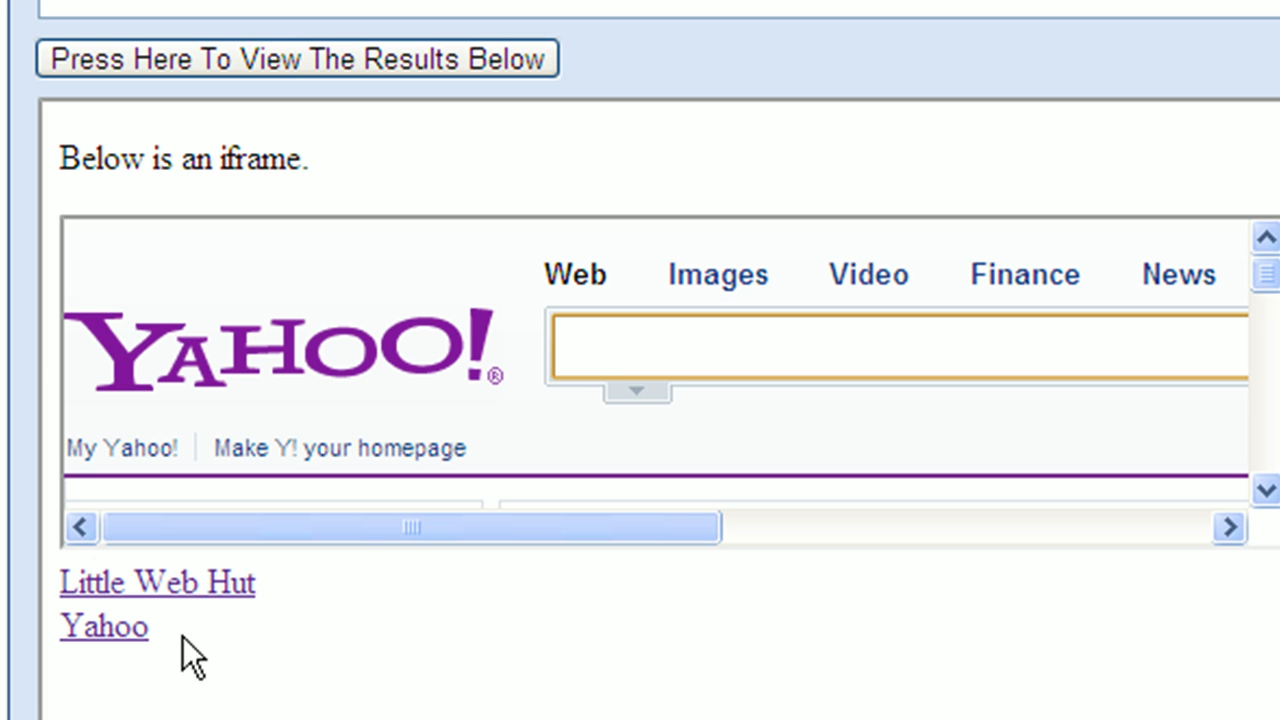 Press Here To View The Results Below
Below is an iframe.
Web Images Video Finance News
YAHOO!®
My Yahoo! Make Y! your homepage
Little Web Hut
Yahoo